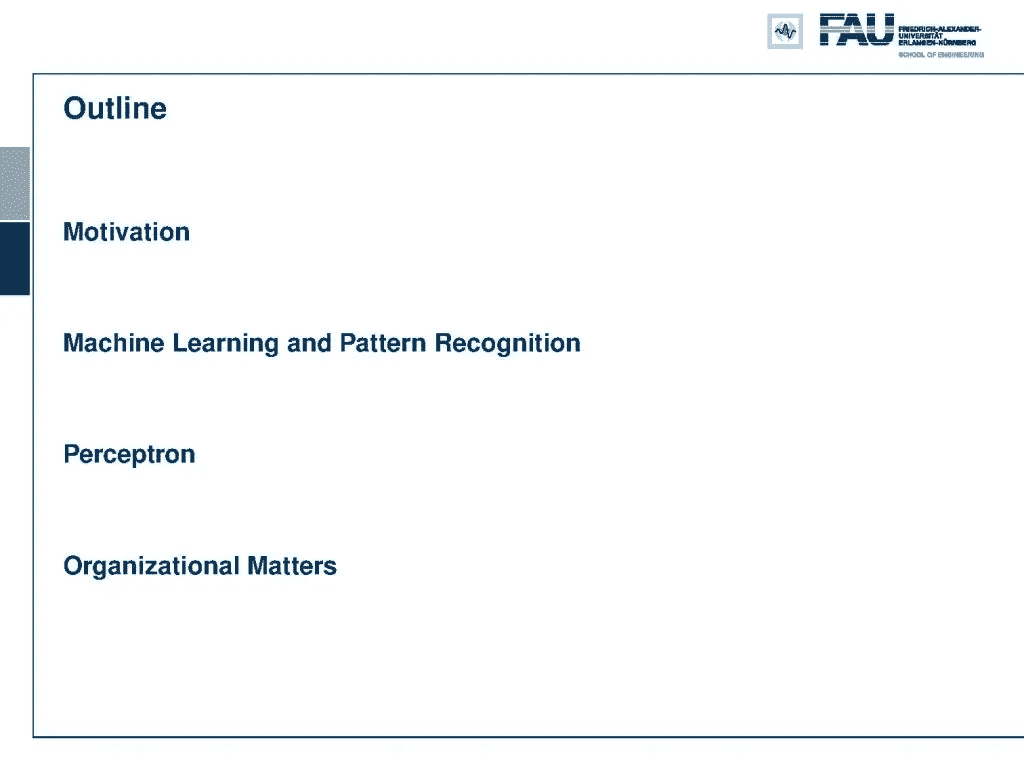 FAU
FRIEDRICH-ALEXANDER-
UNIVERSITÄT
ERLANGEN-NÜRNBERG
SCHOOL OF ENGINEERING
Outline
Motivation
Machine Learning and Pattern Recognition
Perceptron
Organizational Matters